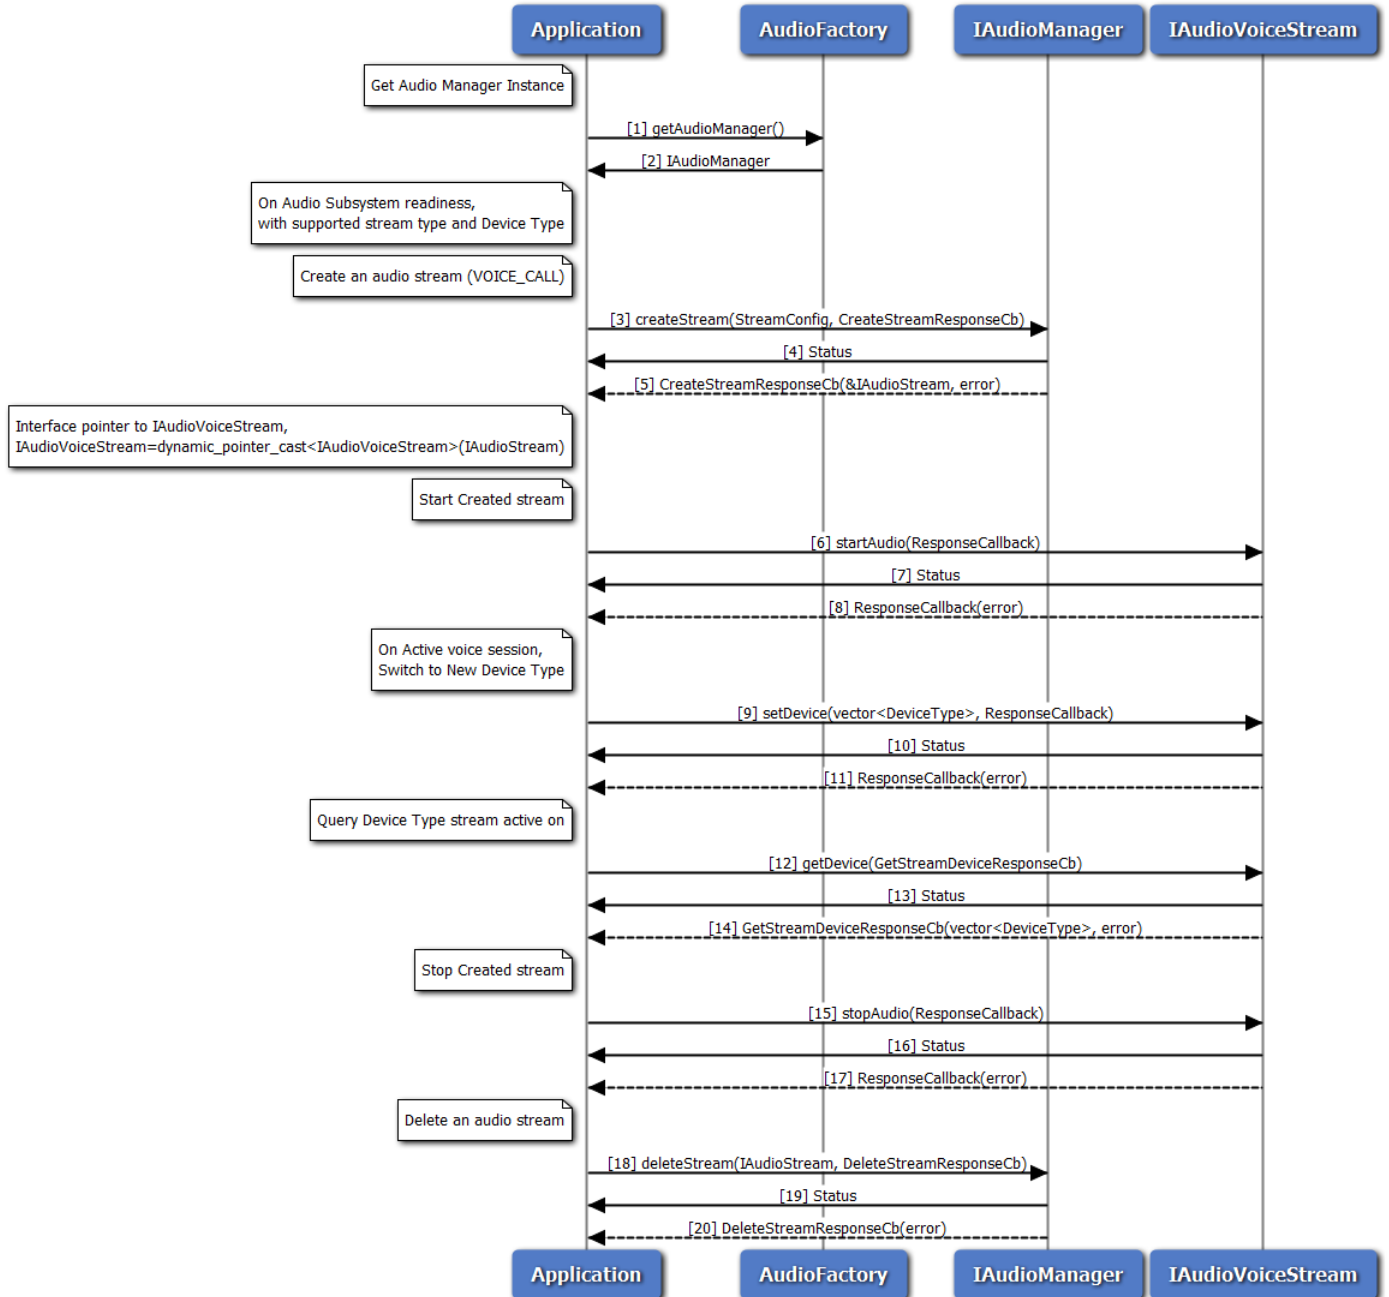 Application
AudioFactory
IAudioManager
IAudioVoiceStream
Get Audio Manager Instance
[1] getAudioManager()
[2] IAudioManager
On Audio Subsystem readiness,
with supported stream type and Device Type
Create an audio stream (VOICE_CALL)
[3] createStream(StreamConfig, CreateStreamResponseCb)
[4] Status
[5] CreateStreamResponseCb(&IAudioStream, error)
Interface pointer to IAudioVoiceStream,
IAudioVoiceStream=dynamic_pointer_cast<IAudioVoiceStream>(IAudioStream)
Start Created stream
[6] startAudio(ResponseCallback)
[7] Status
[8] ResponseCallback(error)
On Active voice session,
Switch to New Device Type
[9] setDevice(vector<DeviceType>, ResponseCallback)
[10] Status
[11] ResponseCallback(error)
Query Device Type stream active on
[12] getDevice(GetStreamDeviceResponseCb)
[13] Status
[14] GetStreamDeviceResponseCb(vector<DeviceType>, error)
Stop Created stream
[15] stopAudio(ResponseCallback)
[16] Status
[17] ResponseCallback(error)
Delete an audio stream
[18] deleteStream(IAudioStream, DeleteStreamResponseCb)
[19] Status
[20] DeleteStreamResponseCb(error)
Application
AudioFactory
IAudioManager
IAudioVoiceStream